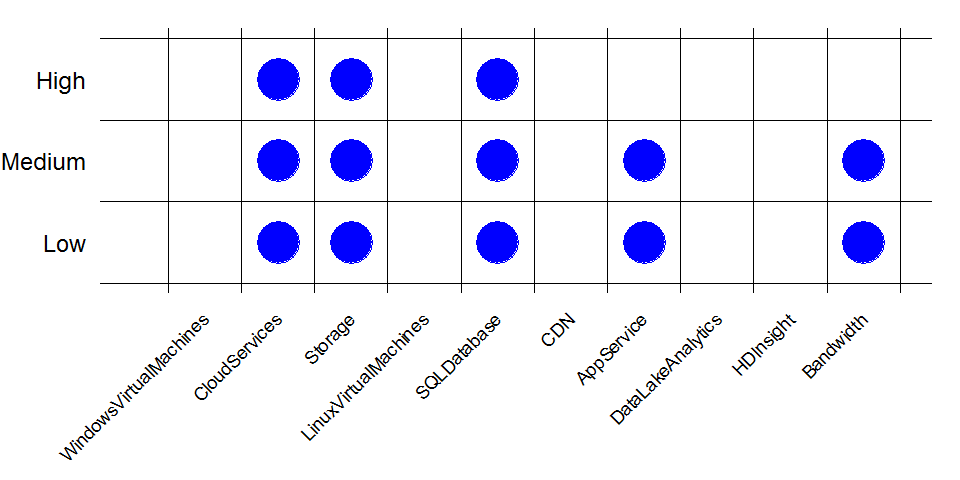 High
Medium
Low
WindowsVirtualMachines
CloudServices
Storage
LinuxVirtualMachines
SQLDatabase
CDN
AppService
DataLakeAnalytics
HDInsight
Bandwidth